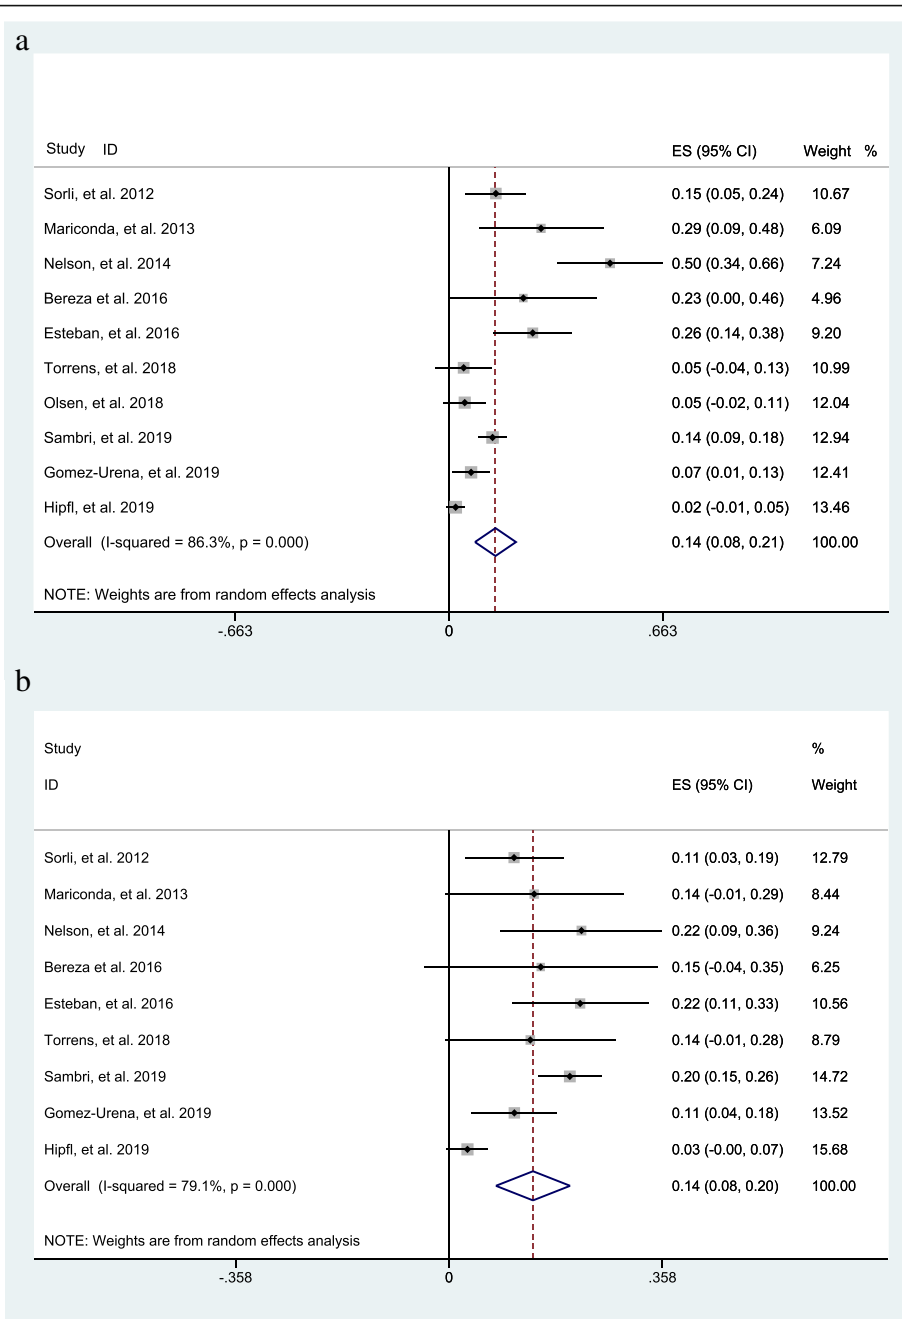 a
Study ID ES (95% CI) Weight %
Sorli, et al. 2012 0.15 (0.05, 0.24) 10.67
Mariconda, et al. 2013 0.29 (0.09, 0.48) 6.09
Nelson, et al. 2014 0.50 (0.34, 0.66) 7.24
Bereza et al. 2016 0.23 (0.00, 0.46) 4.96
Esteban, et al. 2016 0.26 (0.14, 0.38) 9.20
Torrens, et al. 2018 0.05 (-0.04, 0.13) 10.99
Olsen, et al. 2018 0.05 (-0.02, 0.11) 12.04
Sambri, et al. 2019 0.14 (0.09, 0.18) 12.94
Gomez-Urena, et al. 2019 0.07 (0.01, 0.13) 12.41
Hipfl, et al. 2019 0.02 (-0.01, 0.05) 13.46
Overall (I-squared = 86.3%, p = 0.000) 0.14 (0.08, 0.21) 100.00
NOTE: Weights are from random effects analysis
-.663 0 .663
b
Study %
ID ES (95% CI) Weight
Sorli, et al. 2012 0.11 (0.03, 0.19) 12.79
Mariconda, et al. 2013 0.14 (-0.01, 0.29) 8.44
Nelson, et al. 2014 0.22 (0.09, 0.36) 9.24
Bereza et al. 2016 0.15 (-0.04, 0.35) 6.25
Esteban, et al. 2016 0.22 (0.11, 0.33) 10.56
Torrens, et al. 2018 0.14 (-0.01, 0.28) 8.79
Sambri, et al. 2019 0.20 (0.15, 0.26) 14.72
Gomez-Urena, et al. 2019 0.11 (0.04, 0.18) 13.52
Hipfl, et al. 2019 0.03 (-0.00, 0.07) 15.68
Overall (I-squared = 79.1%, p = 0.000) 0.14 (0.08, 0.20) 100.00
NOTE: Weights are from random effects analysis
-.358 0 .358